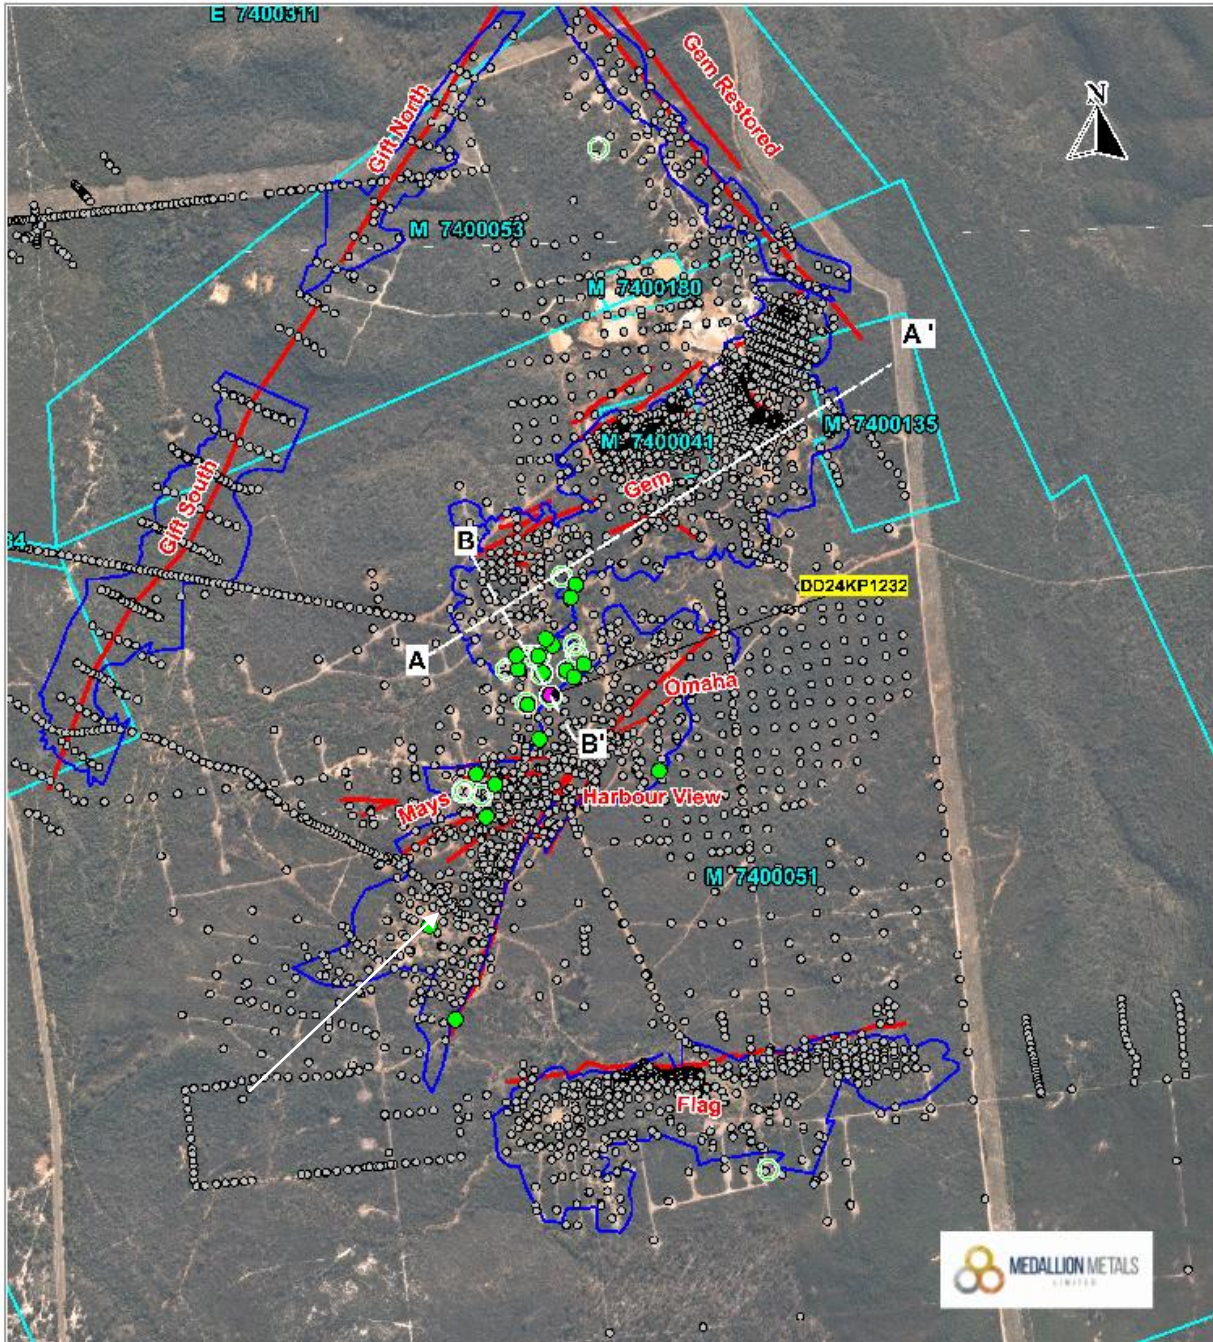 E 7400311
Gift North
Gem Restored
N
M 7400053
M 7400180
A'
M 7400041
M 7400135
Gem
Gift South
B
34
DD24KP1232
A
Omaha
B'
Mays
Harbour View
M 7400051
Flag
MEDALLION METALS
LIMITED